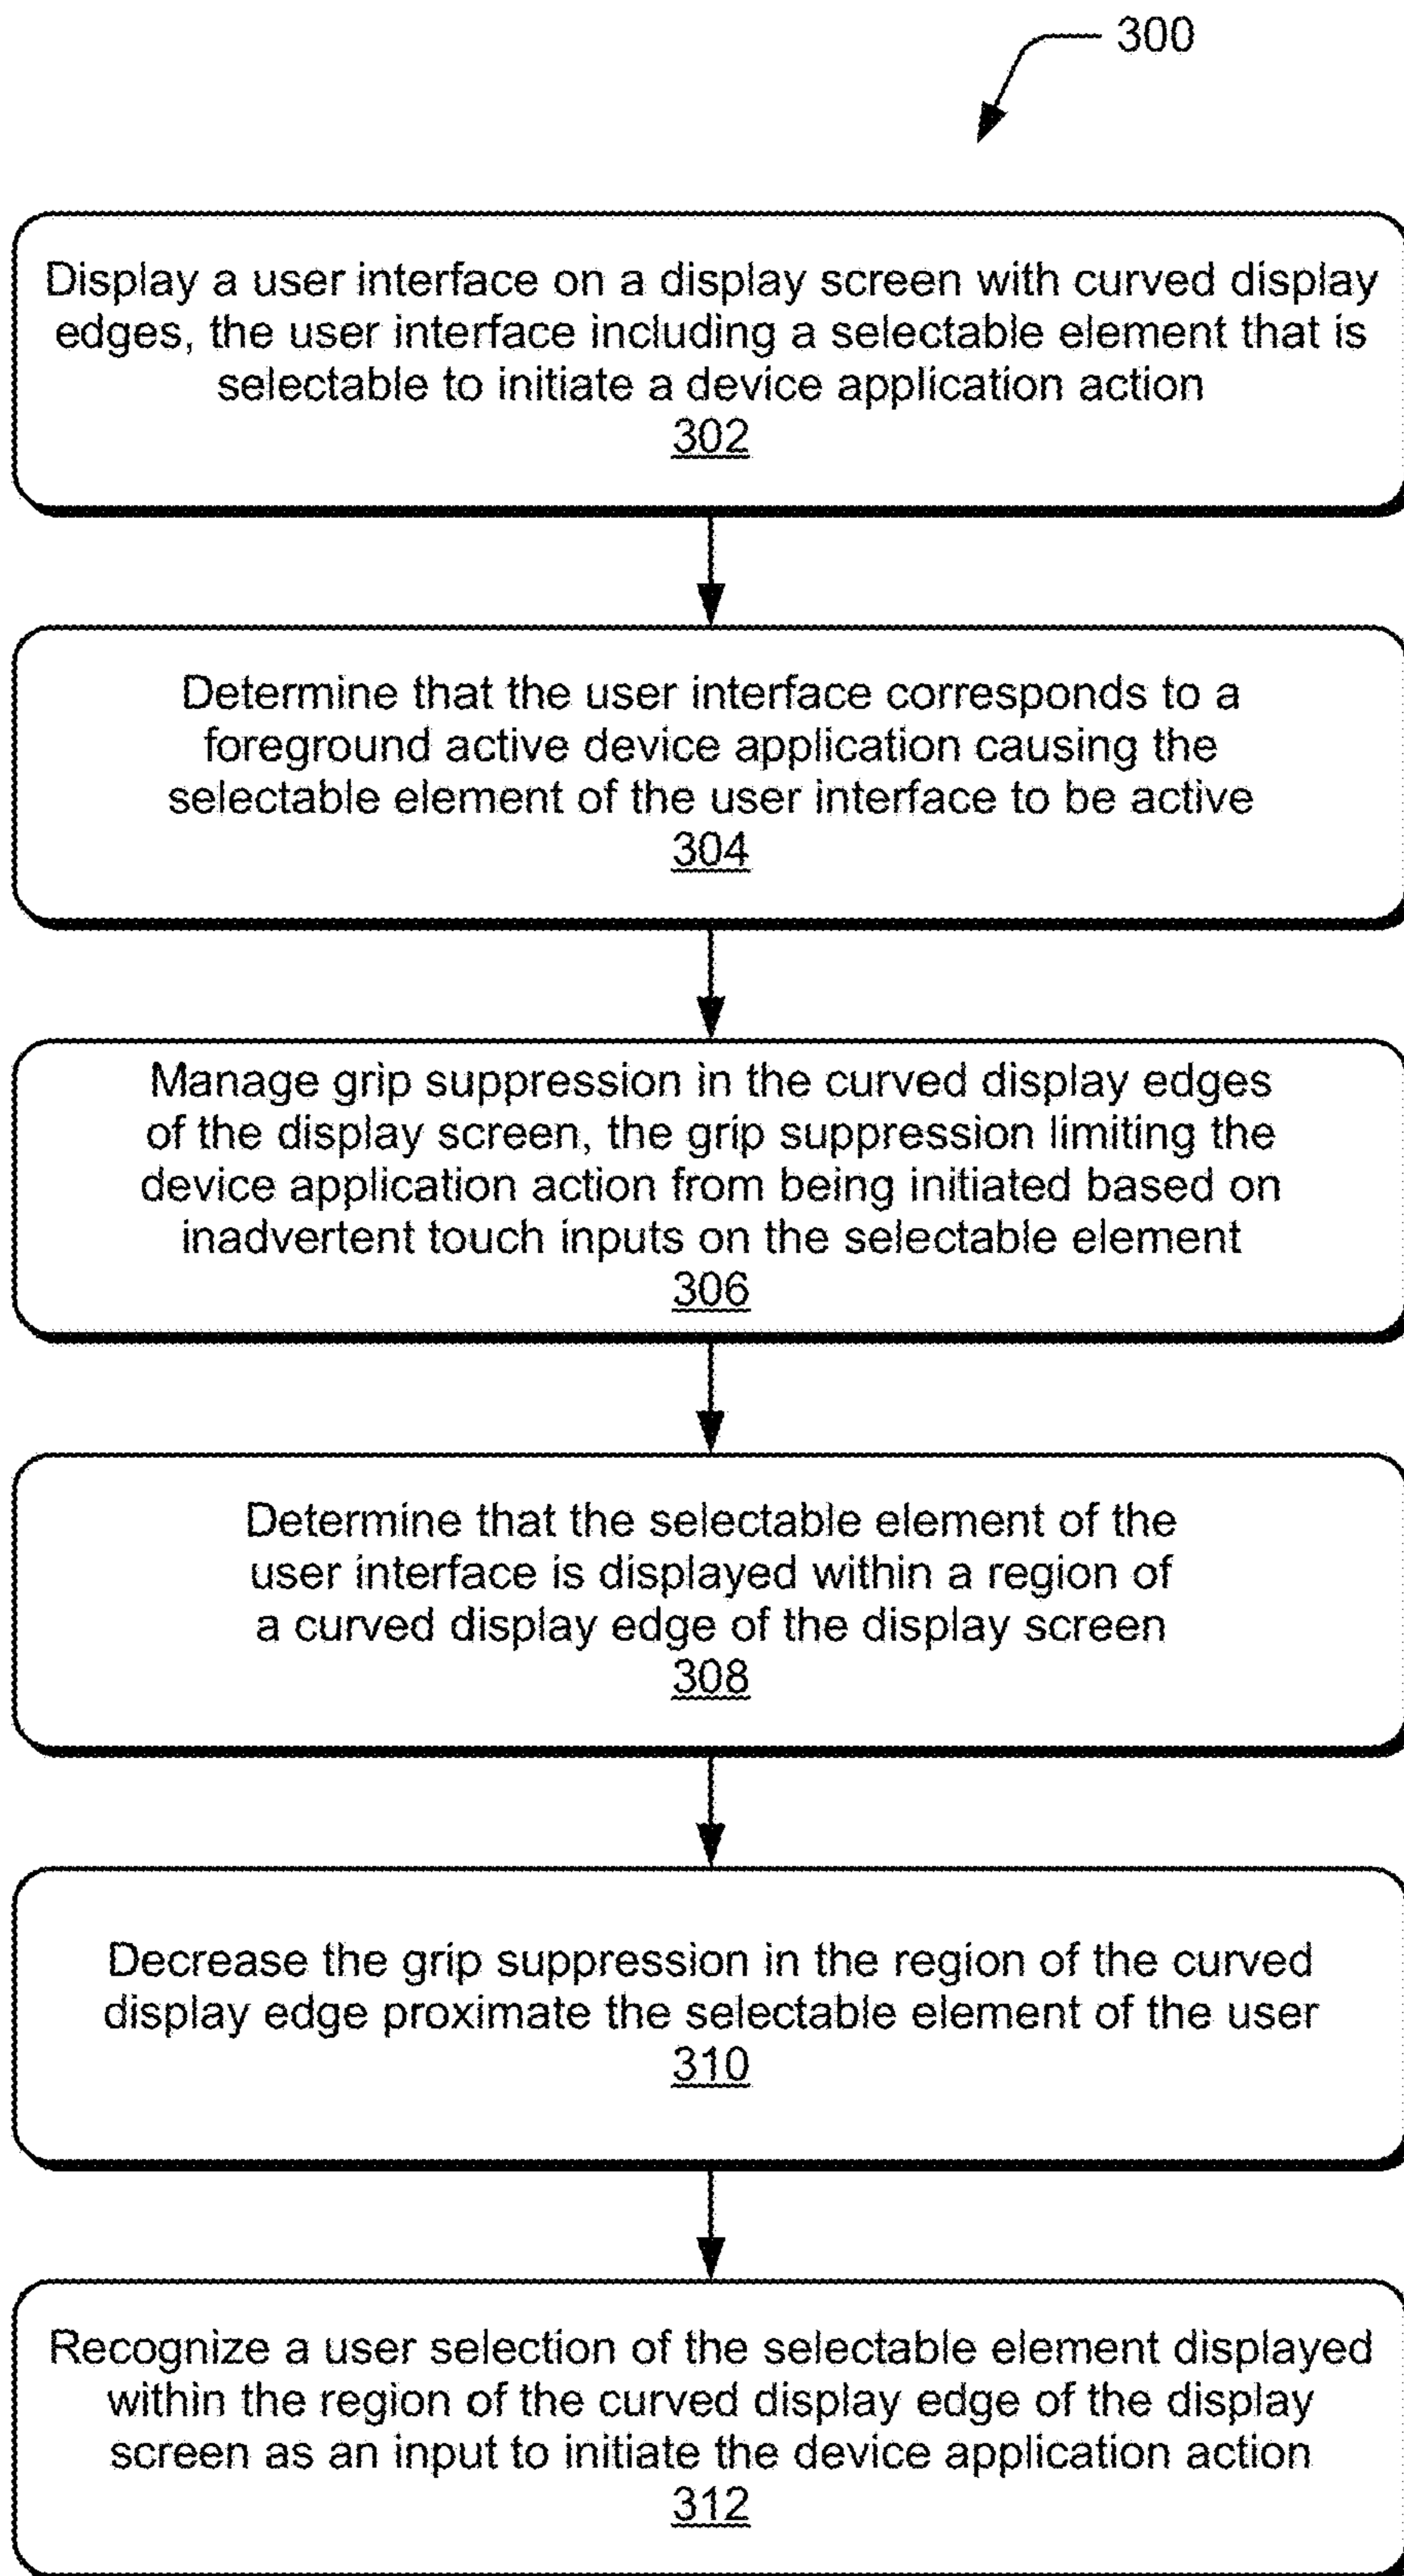 300
Display a user interface on a display screen with curved display
edges, the user interface including a selectable element that is
selectable to initiate a device application action
302
Determine that the user interface corresponds to a
foreground active device application causing the
selectable element of the user interface to be active
304
Manage grip suppression in the curved display edges
of the display screen, the grip suppression limiting the
device application action from being initiated based on
inadvertent touch inputs on the selectable element
306
Determine that the selectable element of the
user interface is displayed within a region of
a curved display edge of the display screen
308
Decrease the grip suppression in the region of the curved
display edge proximate the selectable element of the user
310
Recognize a user selection of the selectable element displayed
within the region of the curved display edge of the display
screen as an input to initiate the device application action
312